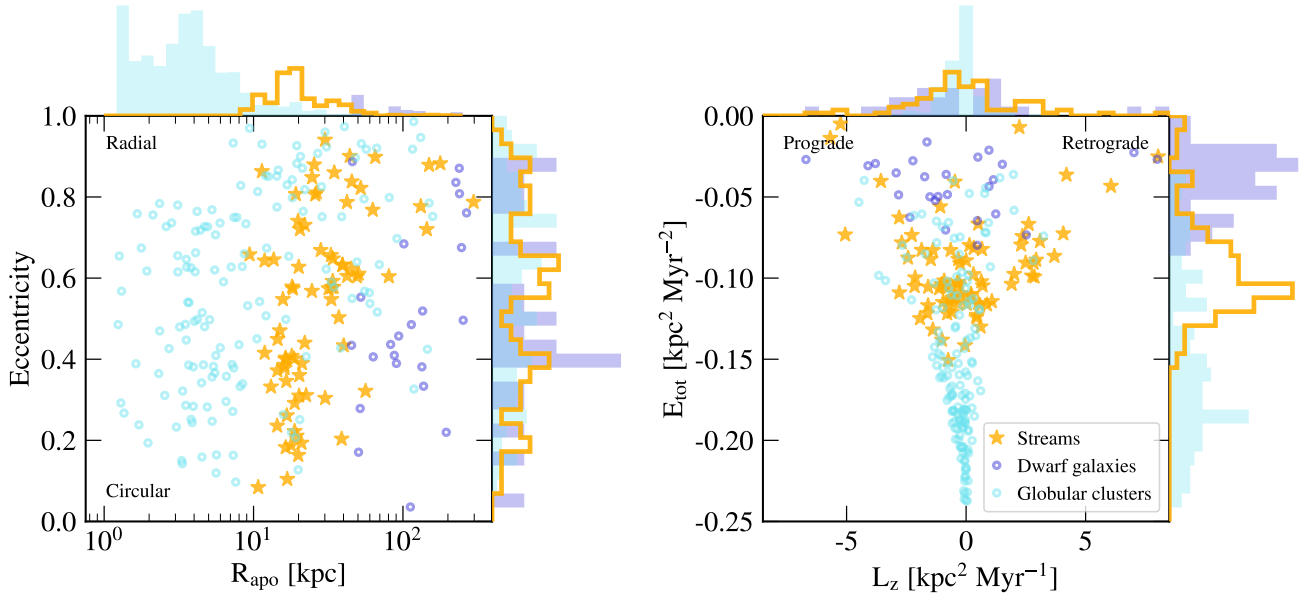 1.0
0.8
0.6
0.4
0.2
0.0
Eccentricity
Radial
Circular
10⁰
10¹
10²
R_apo [kpc]
0.00
-0.05
-0.10
-0.15
-0.20
-0.25
E_tot [kpc² Myr⁻²]
Prograde
Retrograde
Streams
Dwarf galaxies
Globular clusters
-5
0
5
L_z [kpc² Myr⁻¹]